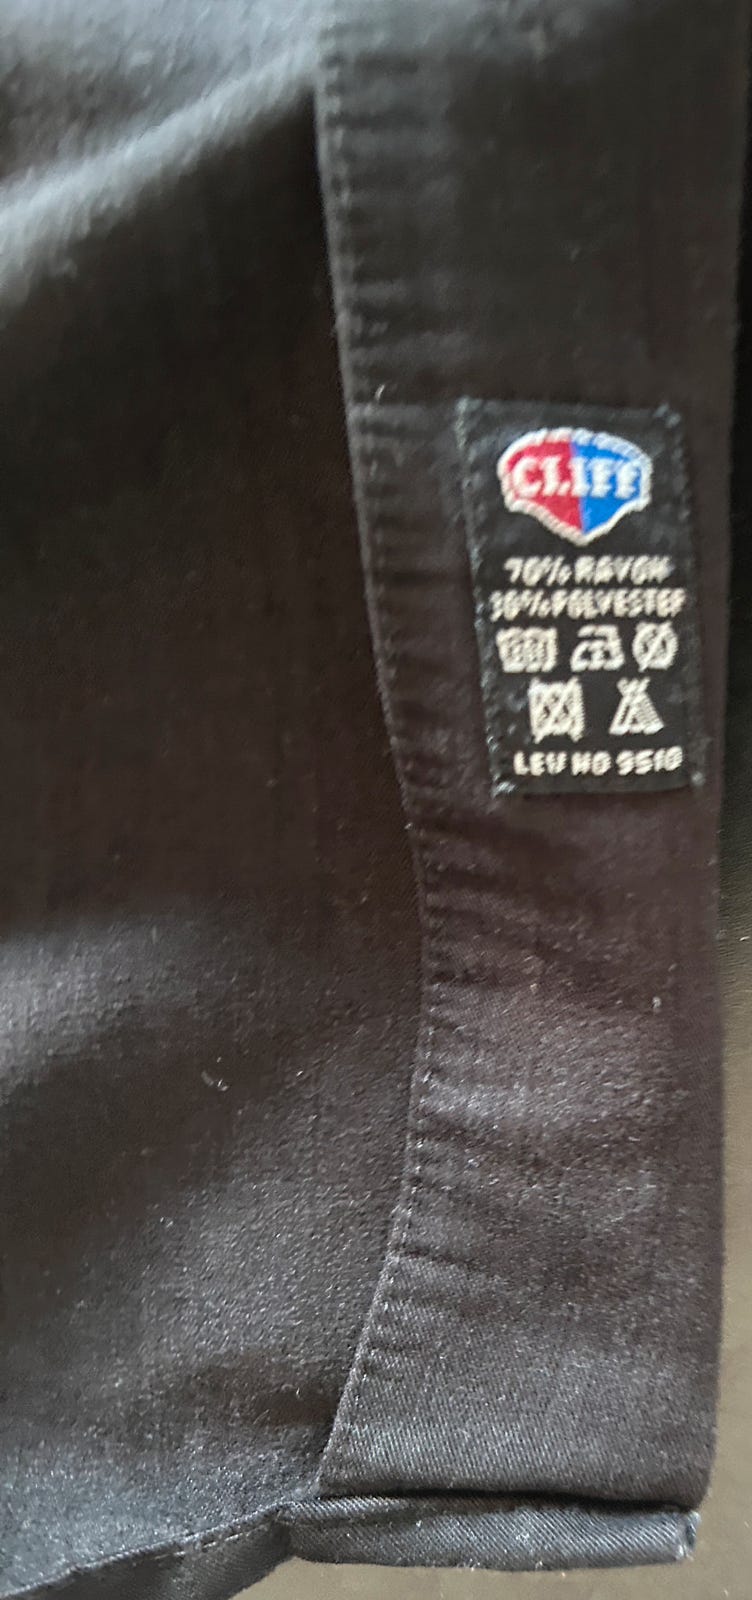 CLIFF
70% RAYON
30% POLYESTER
LEV NO 9510